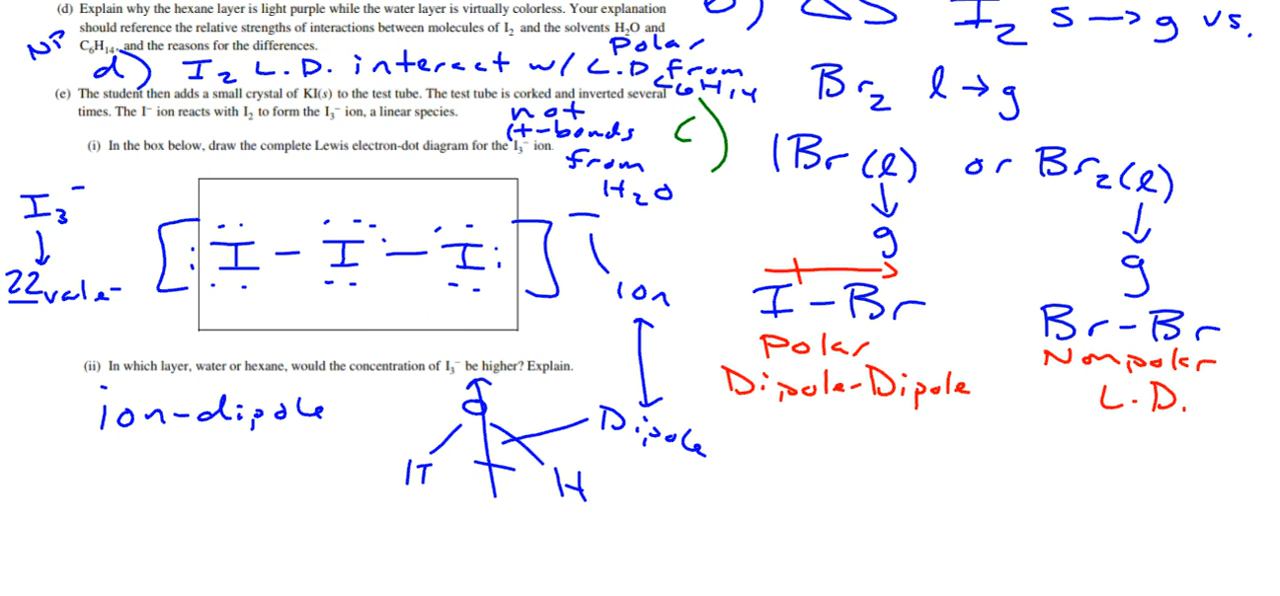 (d) Explain why the hexane layer is light purple while the water layer is virtually colorless. Your explanation
should reference the relative strengths of interactions between molecules of I₂ and the solvents H₂O and
C₆H₁₄, and the reasons for the differences.
NP
Polar
d) I₂ L.D. interact w/ L.D from
C₆H₁₄
(e) The student then adds a small crystal of KI(s) to the test tube. The test tube is corked and inverted several
times. The I⁻ ion reacts with I₂ to form the I₃⁻ ion, a linear species.
not
H-bonds
from
H₂O
(i) In the box below, draw the complete Lewis electron-dot diagram for the I₃⁻ ion.
I₃⁻
↓
22 val e⁻
[:I - I - I:]⁻
ion
(ii) In which layer, water or hexane, would the concentration of I₃⁻ be higher? Explain.
ion-dipole
O
H H
Dipole
ΔS I₂ s → g vs.
Br₂ l → g
c) IBr (l) or Br₂(l)
↓ ↓
g g
I - Br Br - Br
Polar Nonpolar
Dipole-Dipole L.D.